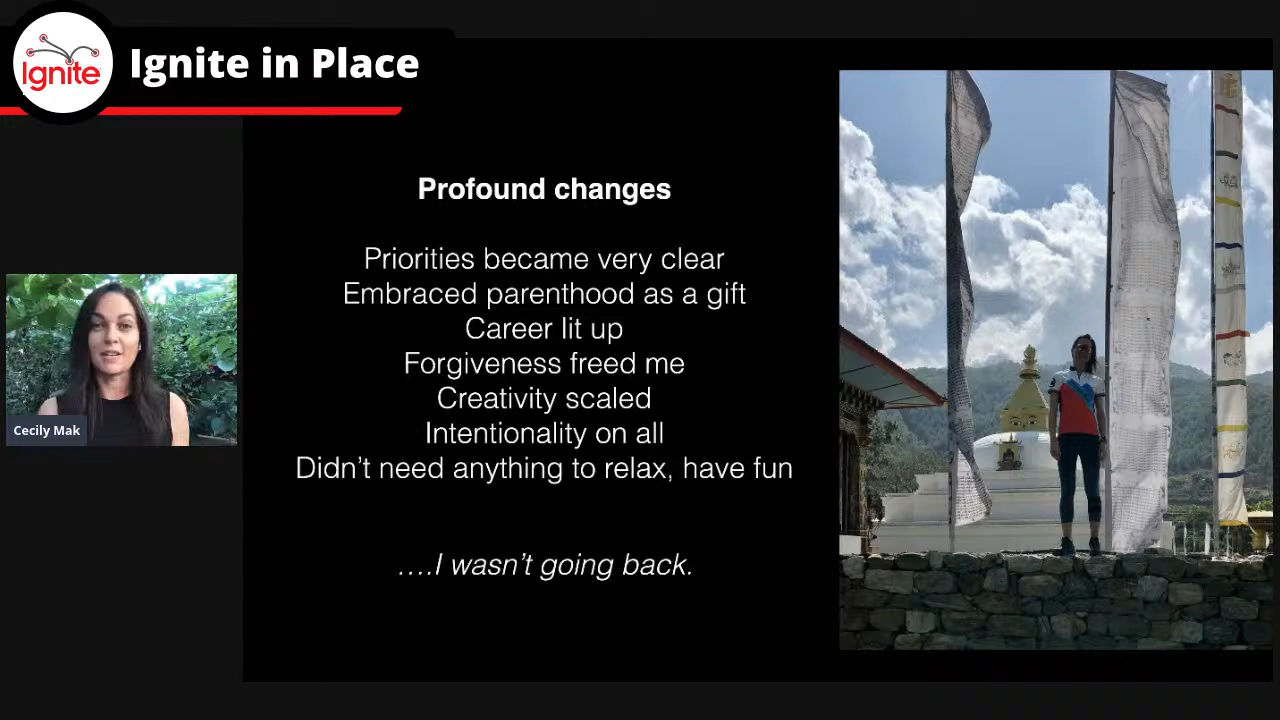 Ignite
Ignite in Place
Profound changes
Priorities became very clear
Embraced parenthood as a gift
Career lit up
Forgiveness freed me
Creativity scaled
Intentionality on all
Didn’t need anything to relax, have fun
….I wasn’t going back.
Cecily Mak